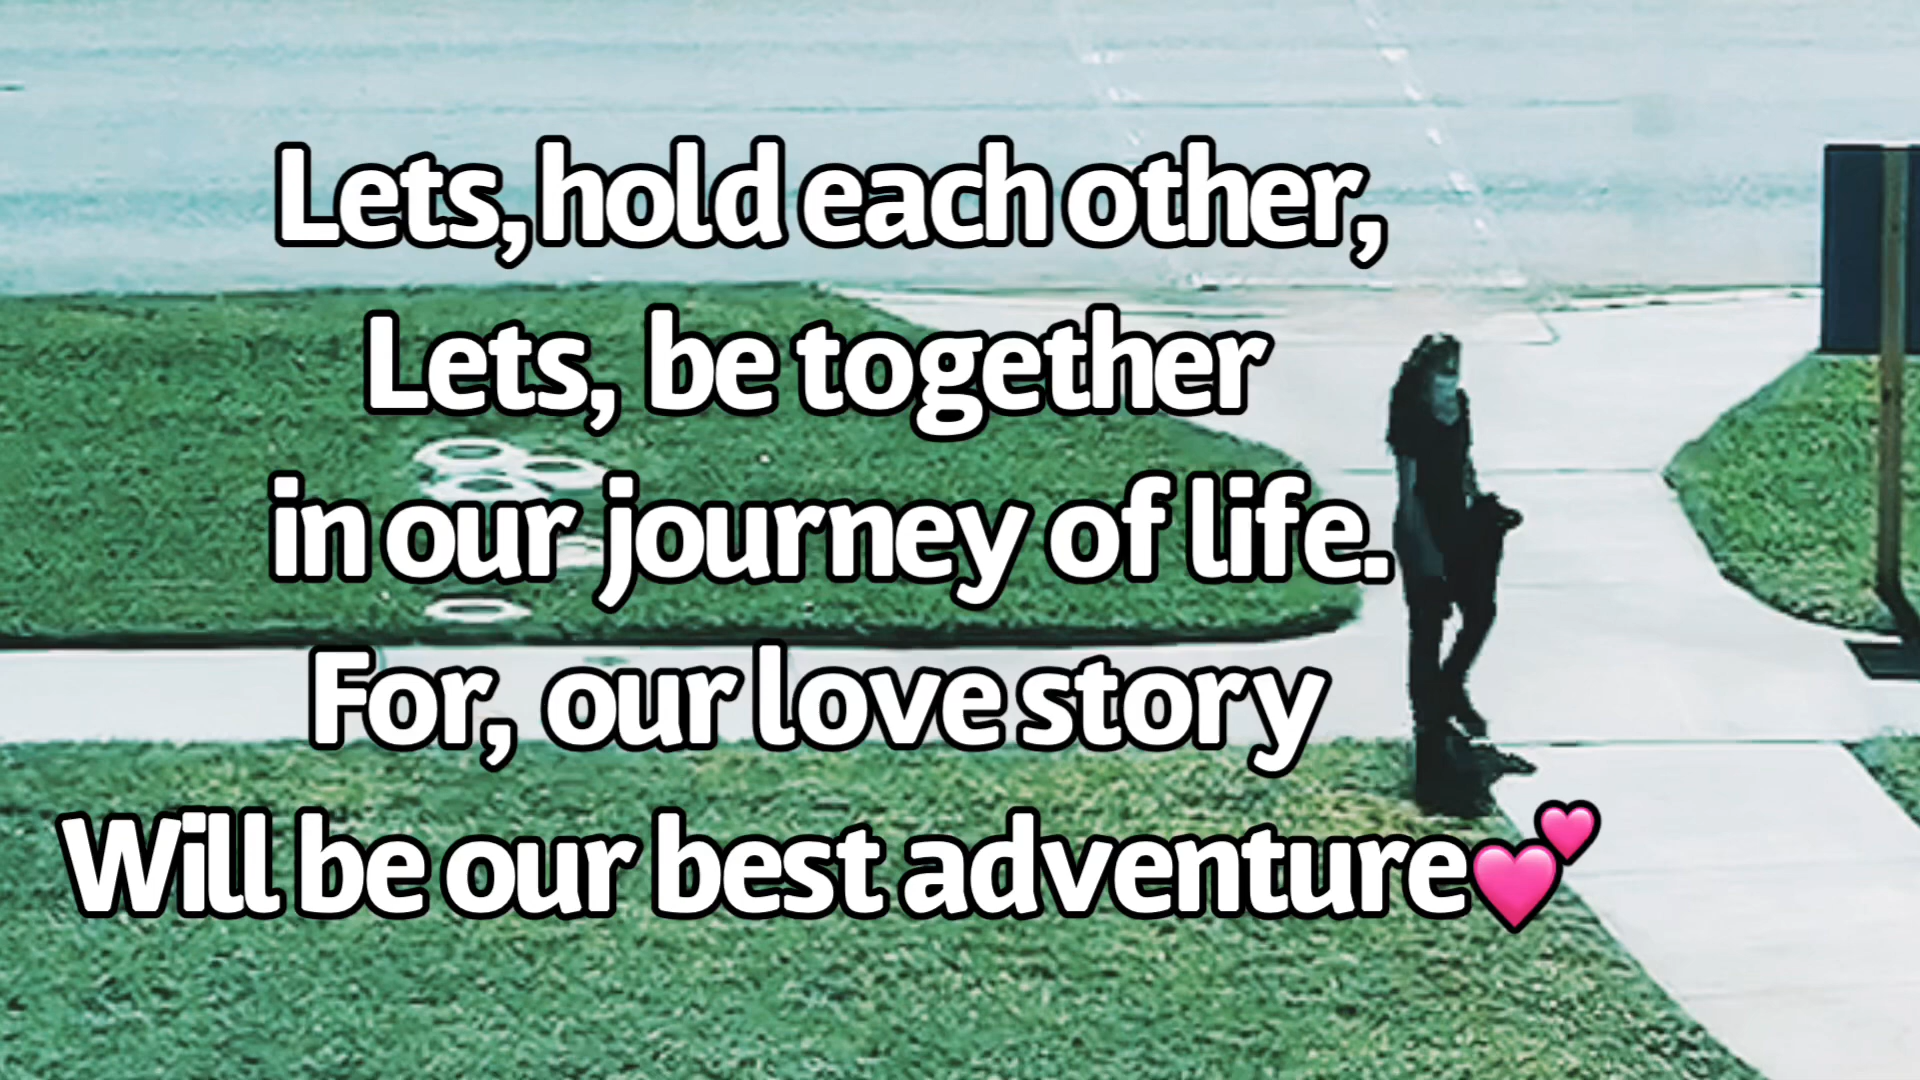 Lets, hold each other,
Lets, be together
in our journey of life.
For, our love story
Will be our best adventure💕